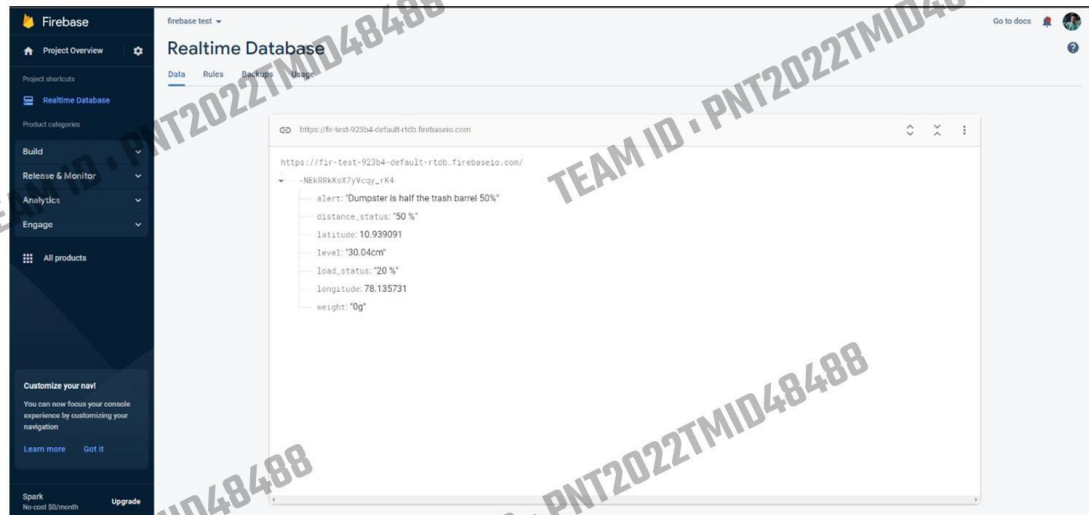 Firebase
Project Overview
Project shortcuts
Realtime Database
Product categories
Build
Release & Monitor
Analytics
Engage
All products
Customize your nav!
You can now focus your console
experience by customizing your
navigation
Learn more Got it
Spark
No-cost $0/month
Upgrade
firebase test
Go to docs
Realtime Database
Data Rules Backups Usage
https://fir-test-923b4-default-rtdb.firebaseio.com
https://fir-test-923b4-default-rtdb.firebaseio.com/
-NEkRRkKsX7yVcqy_rK4
alert: "Dumpster is half the trash barrel 50%"
distance_status: "50 %"
latitude: 10.939091
level: "30.04cm"
load_status: "20 %"
longitude: 78.135731
weight: "0g"
TEAM ID : PNT2022TMID48488
TEAM ID : PNT2022TMID48488
MID48488
: PNT2022TMID48488